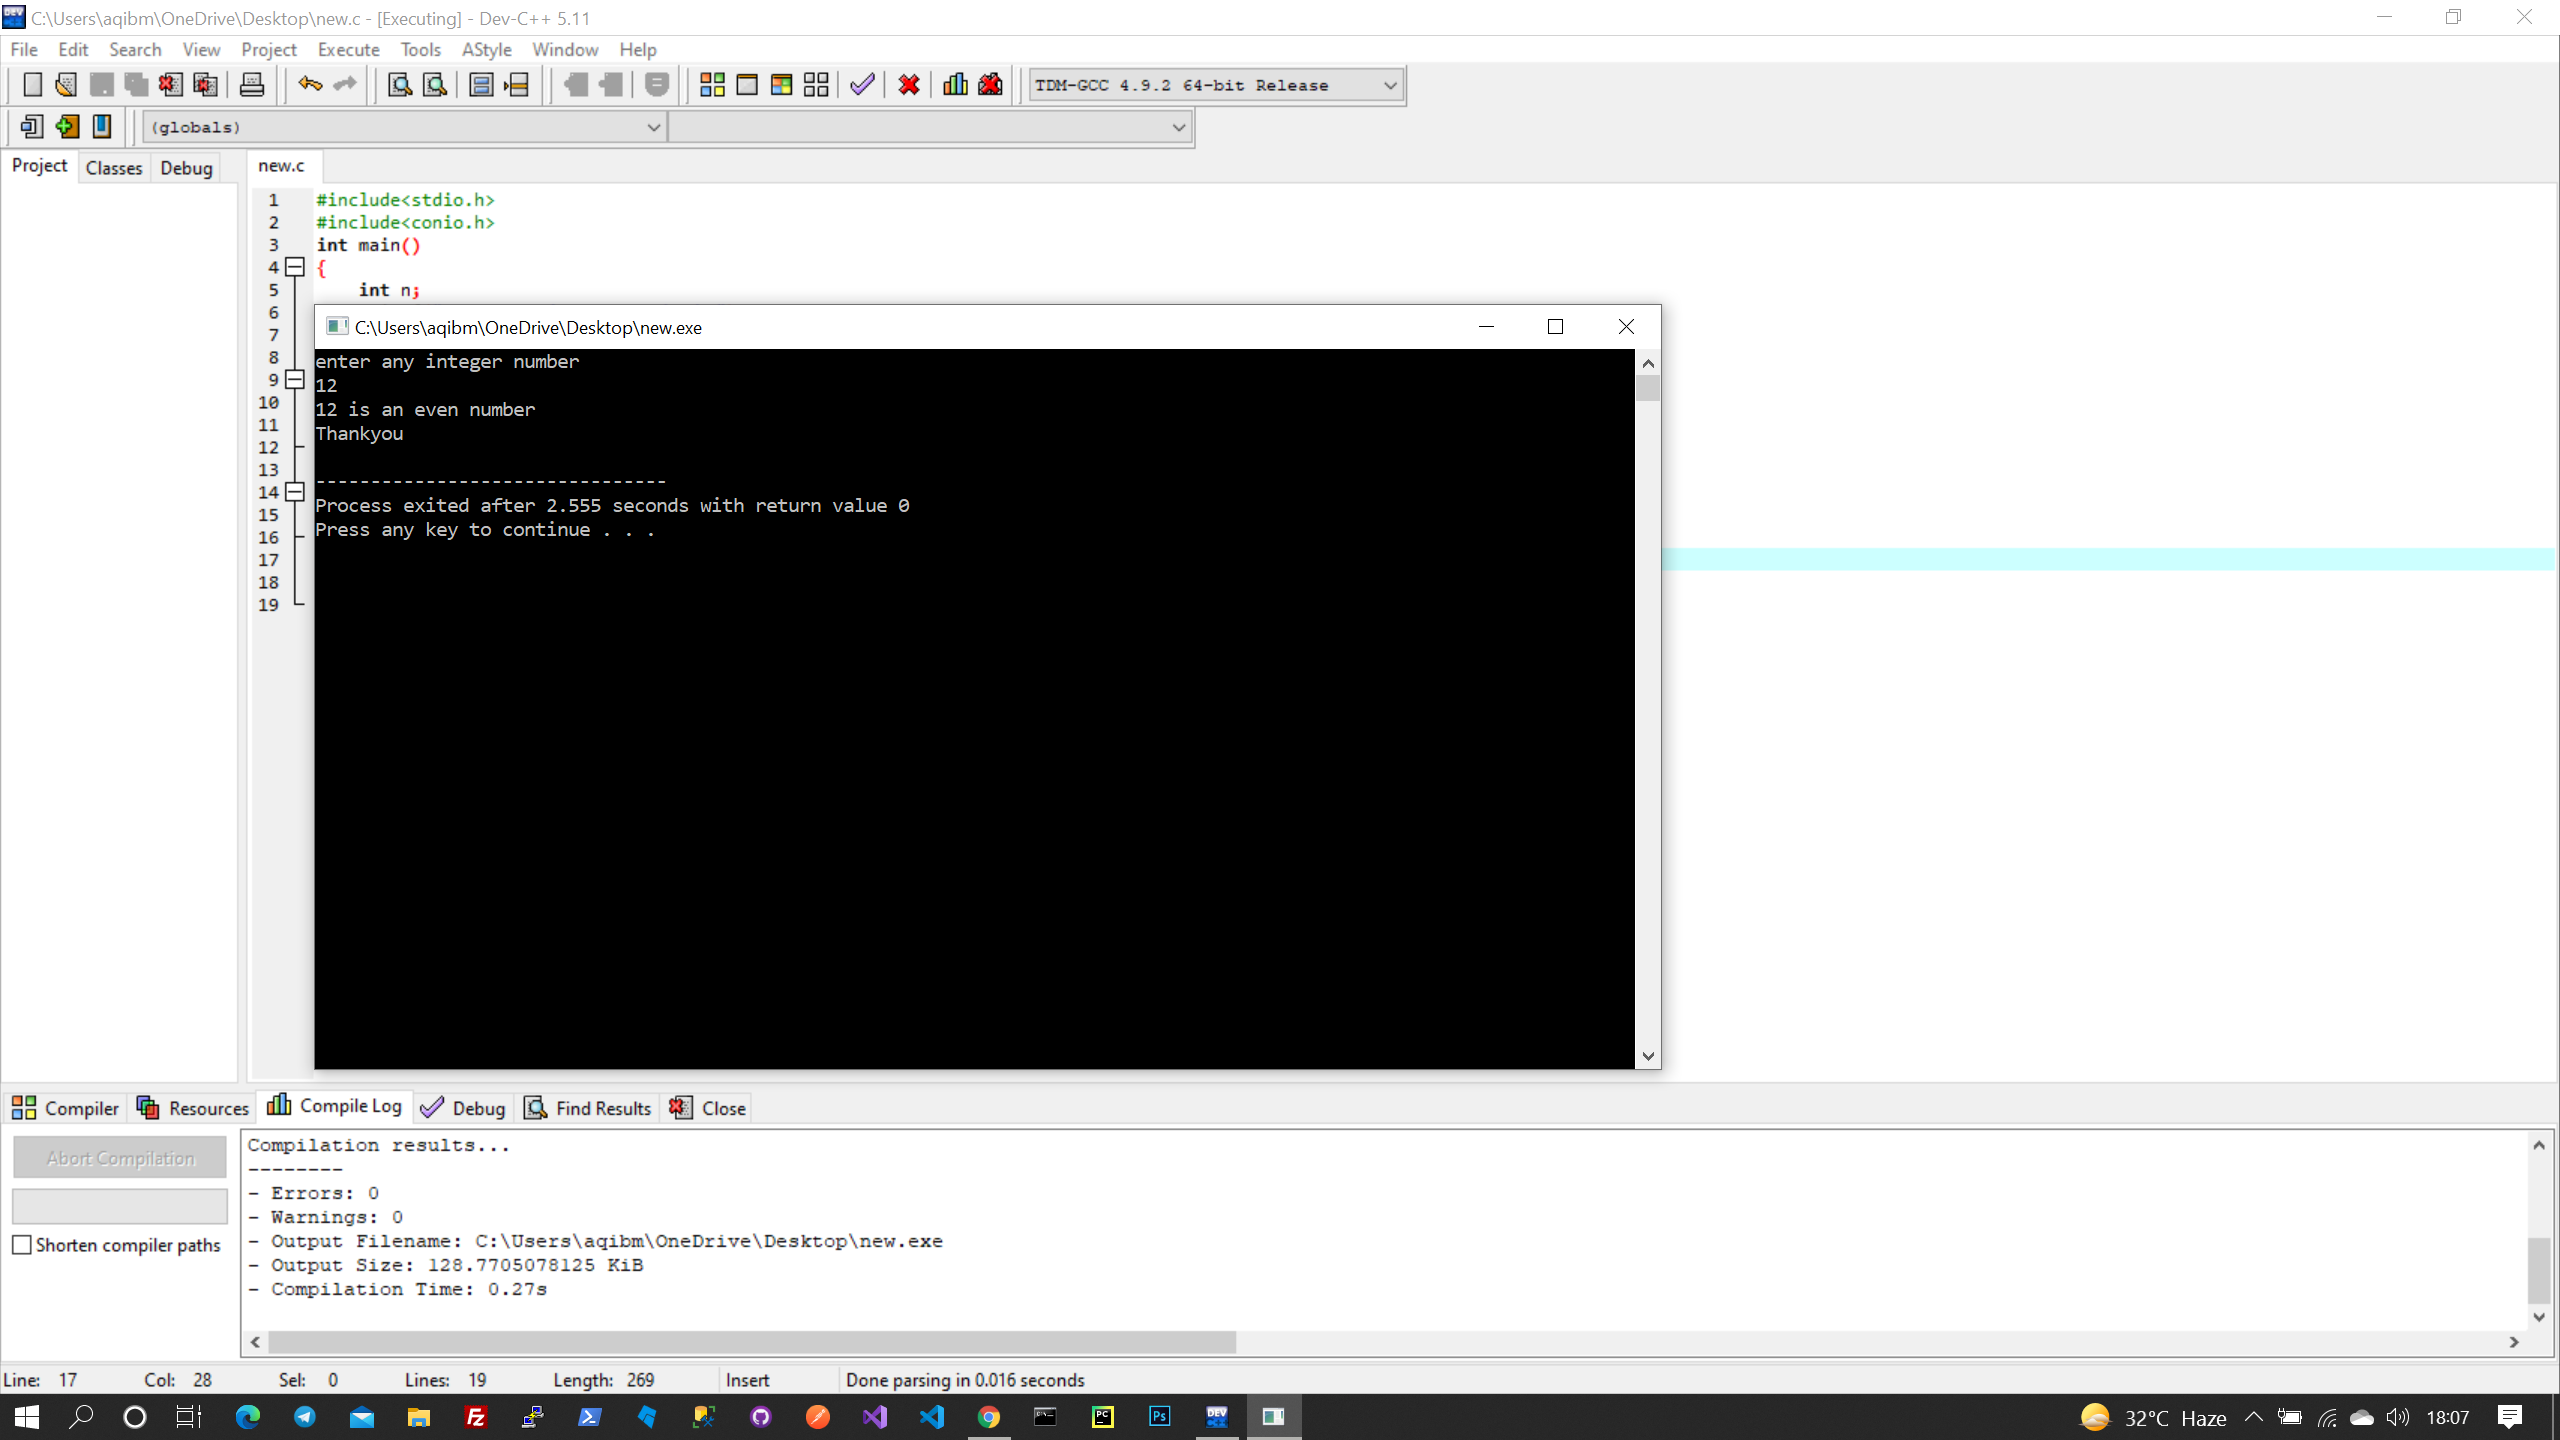 C:\Users\aqibm\OneDrive\Desktop\new.c - [Executing] - Dev-C++ 5.11
File Edit Search View Project Execute Tools AStyle Window Help
TDM-GCC 4.9.2 64-bit Release
(globals)
Project Classes Debug new.c
1 #include<stdio.h>
2 #include<conio.h>
3 int main()
4 {
5 int n;
6
7
8
9
10
11
12
13
14
15
16
17
18
19
C:\Users\aqibm\OneDrive\Desktop\new.exe
enter any integer number
12
12 is an even number
Thankyou
--------------------------------
Process exited after 2.555 seconds with return value 0
Press any key to continue . . .
Compiler Resources Compile Log Debug Find Results Close
Abort Compilation
Shorten compiler paths
Compilation results...
--------
- Errors: 0
- Warnings: 0
- Output Filename: C:\Users\aqibm\OneDrive\Desktop\new.exe
- Output Size: 128.7705078125 KiB
- Compilation Time: 0.27s
Line: 17 Col: 28 Sel: 0 Lines: 19 Length: 269 Insert Done parsing in 0.016 seconds
32°C Haze 18:07